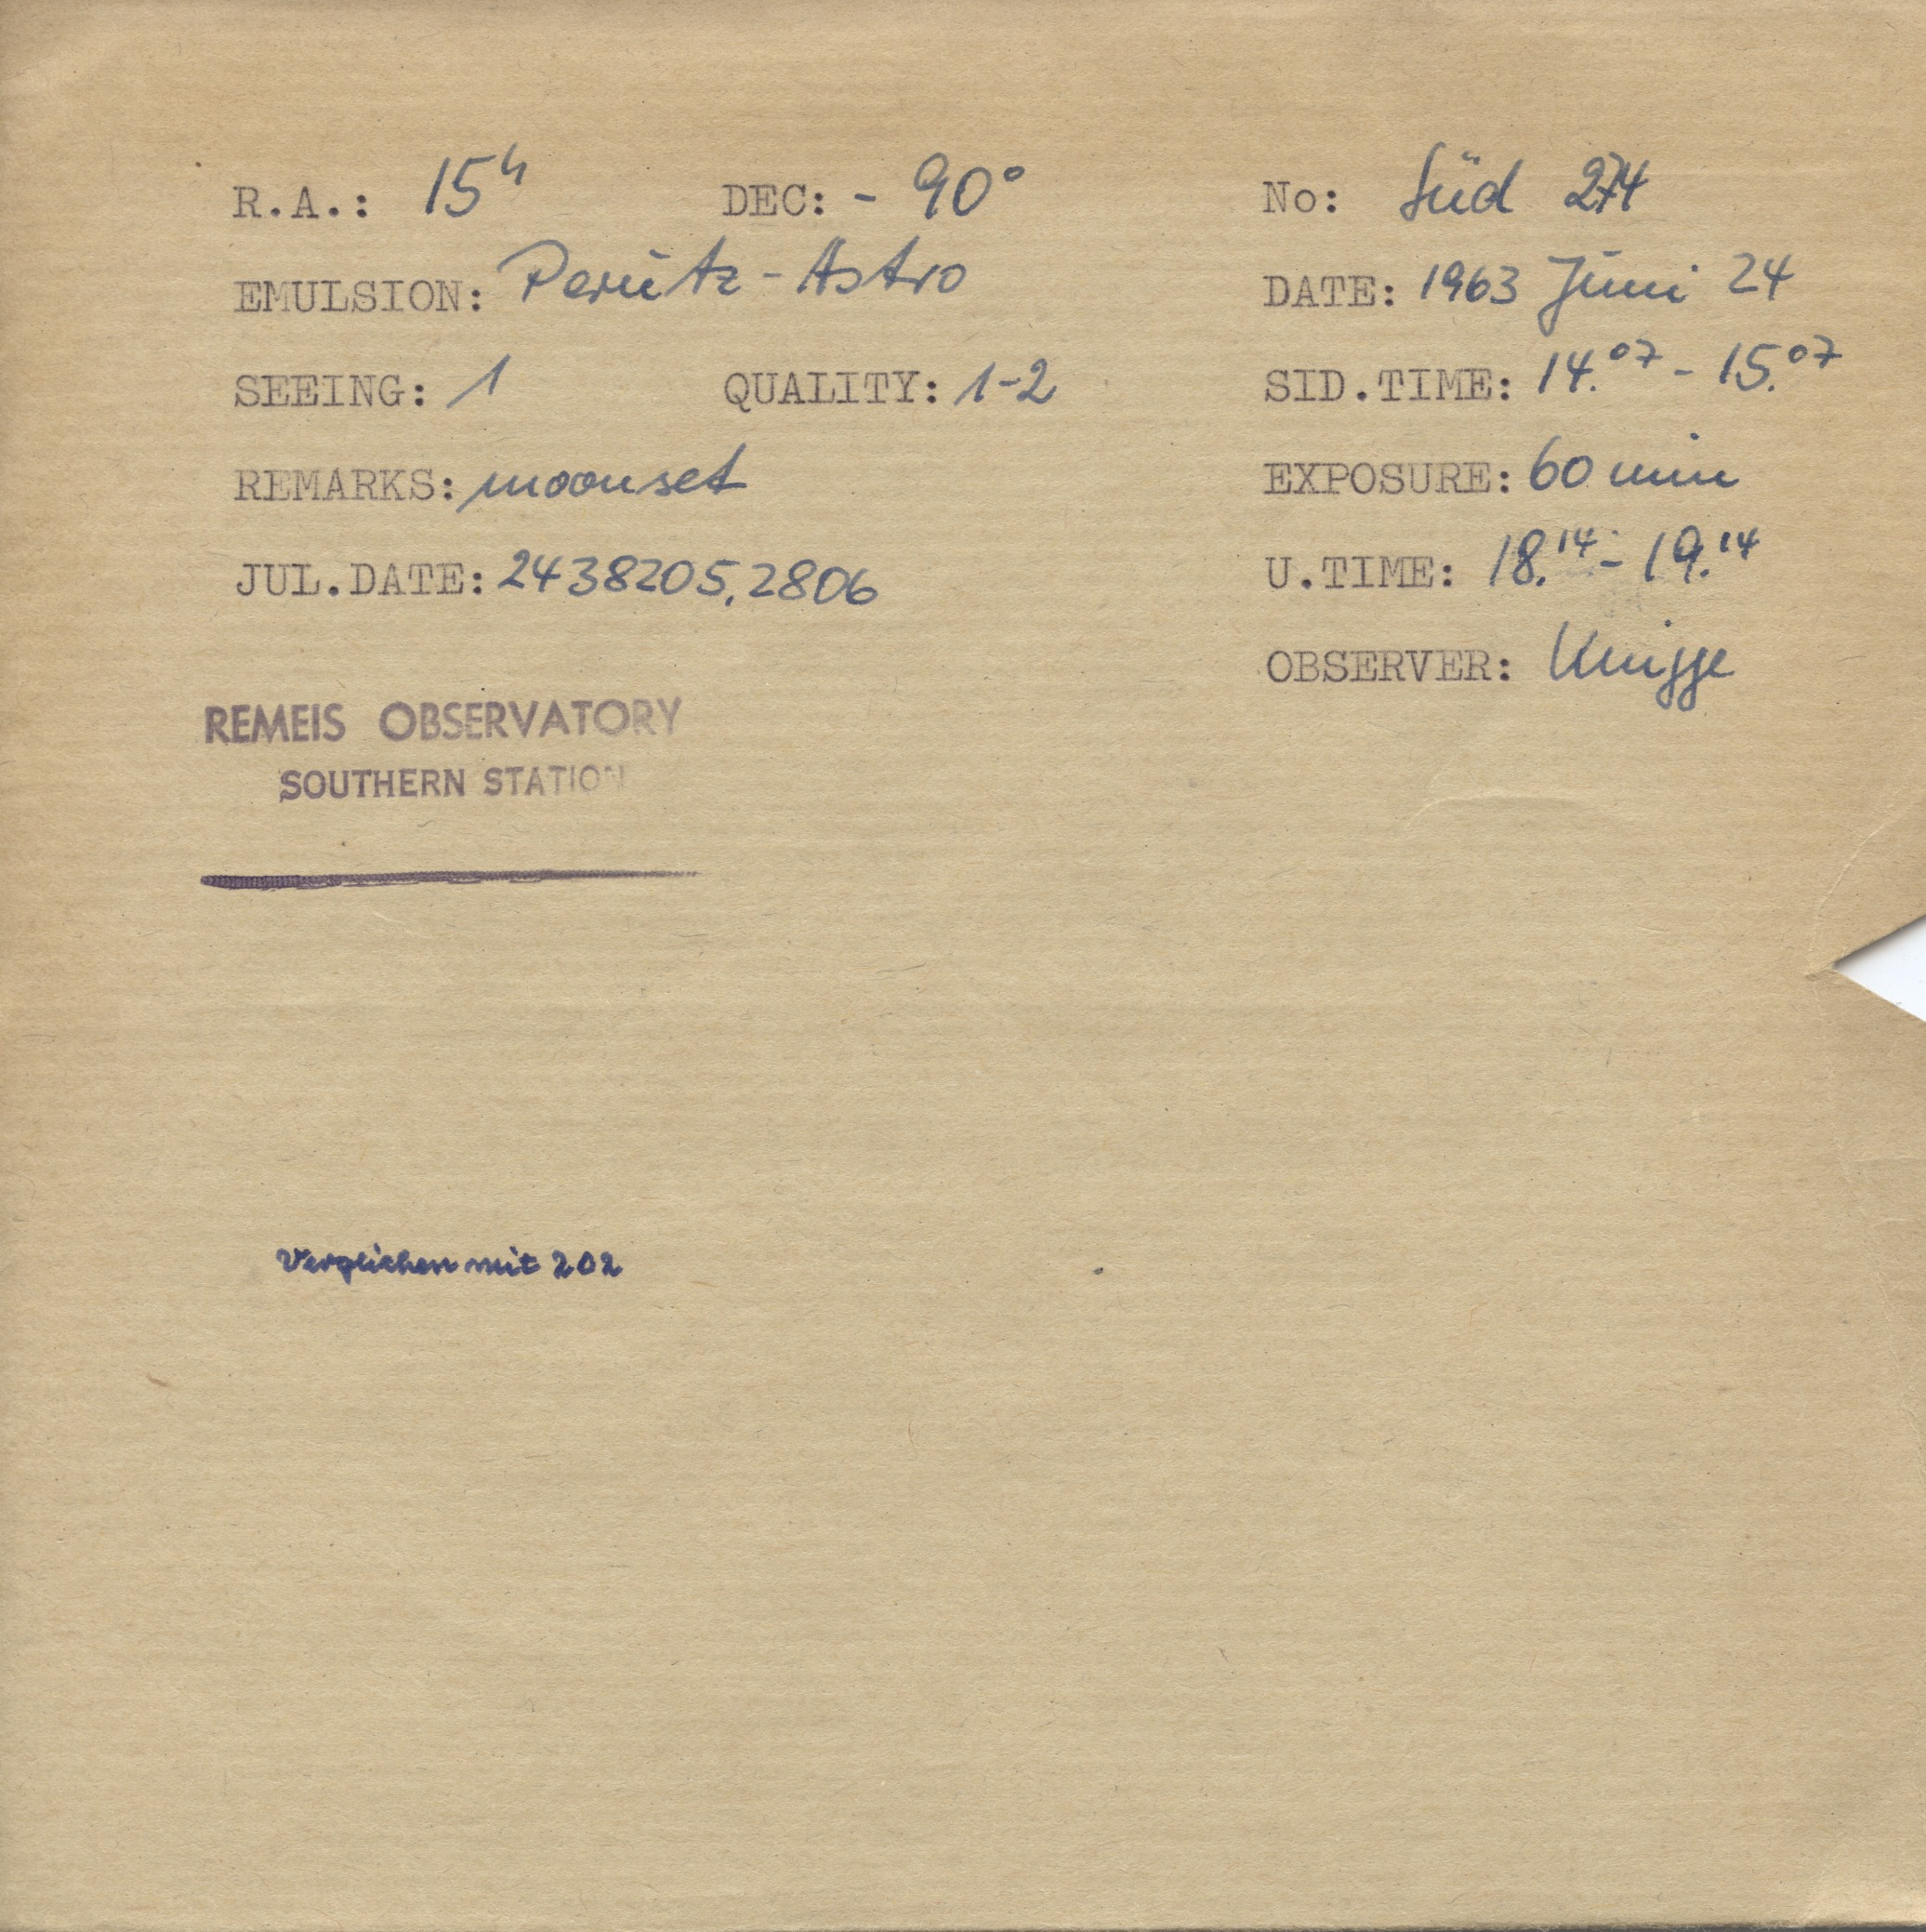 R.A.: 15ʰ DEC: - 90° No: Süd 274
EMULSION: Perutz-Astro DATE: 1963 Juni 24
SEEING: 1 QUALITY: 1-2 SID.TIME: 14.⁰⁷ - 15.⁰⁷
REMARKS: moonset EXPOSURE: 60 min
JUL.DATE: 2438205,2806 U.TIME: 18.¹⁴ - 19.¹⁴
OBSERVER: Knigge
REMEIS OBSERVATORY
SOUTHERN STATION
Verglichen mit 202